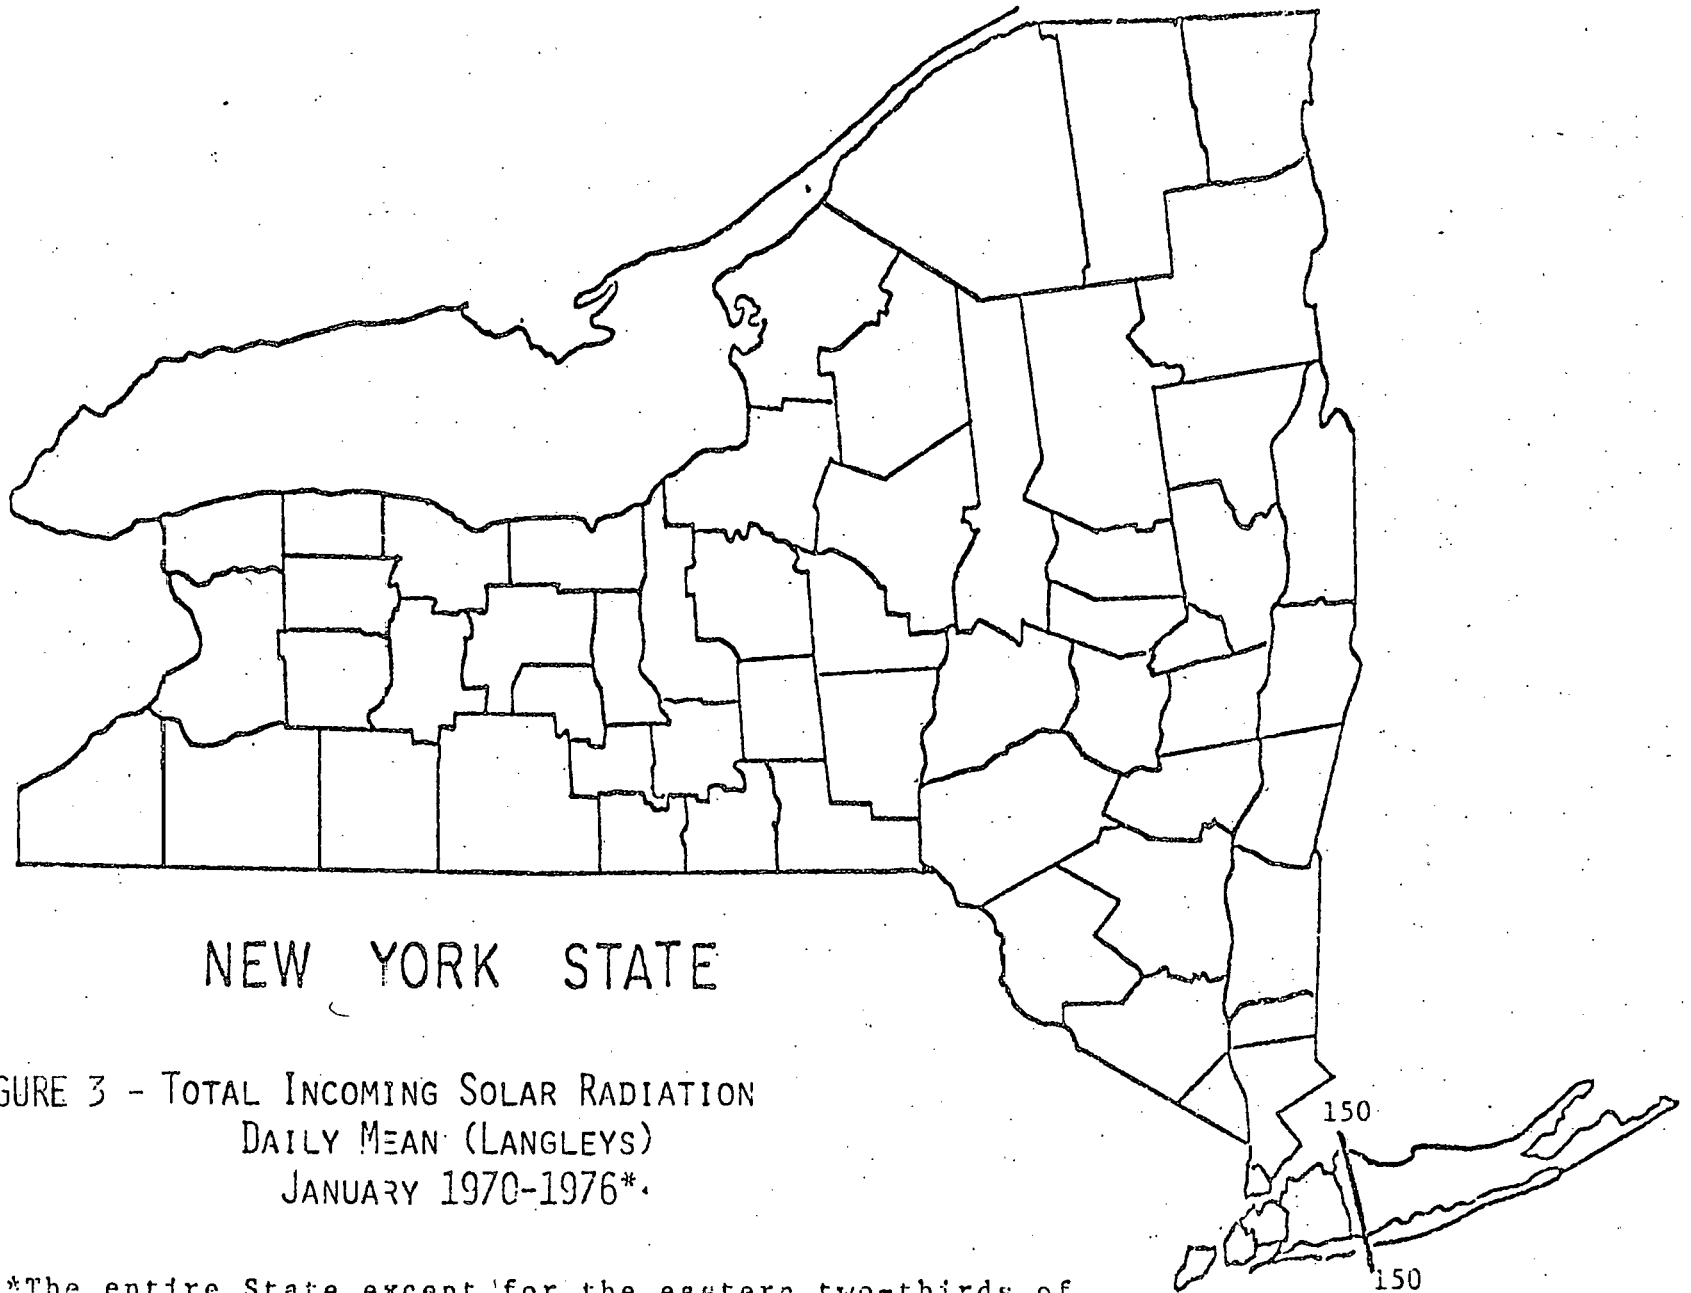 NEW YORK STATE
GURE 3 - TOTAL INCOMING SOLAR RADIATION
DAILY MEAN (LANGLEYS)
JANUARY 1970-1976*.
150
150
*The entire State except for the eastern two-thirds of